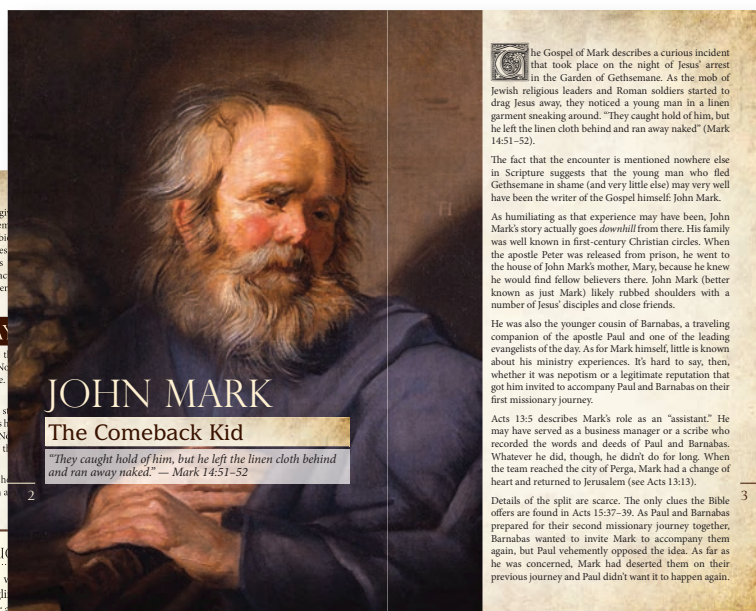 JOHN MARK
The Comeback Kid
“They caught hold of him, but he left the linen cloth behind
and ran away naked.” — Mark 14:51–52
2
The Gospel of Mark describes a curious incident
that took place on the night of Jesus’ arrest
in the Garden of Gethsemane. As the mob of
Jewish religious leaders and Roman soldiers started to
drag Jesus away, they noticed a young man in a linen
garment sneaking around. “They caught hold of him, but
he left the linen cloth behind and ran away naked” (Mark
14:51–52).
The fact that the encounter is mentioned nowhere else
in Scripture suggests that the young man who fled
Gethsemane in shame (and very little else) may very well
have been the writer of the Gospel himself: John Mark.
As humiliating as that experience may have been, John
Mark’s story actually goes downhill from there. His family
was well known in first-century Christian circles. When
the apostle Peter was released from prison, he went to
the house of John Mark’s mother, Mary, because he knew
he would find fellow believers there. John Mark (better
known as just Mark) likely rubbed shoulders with a
number of Jesus’ disciples and close friends.
He was also the younger cousin of Barnabas, a traveling
companion of the apostle Paul and one of the leading
evangelists of the day. As for Mark himself, little is known
about his ministry experiences. It’s hard to say, then,
whether it was nepotism or a legitimate reputation that
got him invited to accompany Paul and Barnabas on their
first missionary journey.
Acts 13:5 describes Mark’s role as an “assistant.” He
may have served as a business manager or a scribe who
recorded the words and deeds of Paul and Barnabas.
Whatever he did, though, he didn’t do for long. When
the team reached the city of Perga, Mark had a change of
heart and returned to Jerusalem (see Acts 13:13).
Details of the split are scarce. The only clues the Bible
offers are found in Acts 15:37–39. As Paul and Barnabas
prepared for their second missionary journey together,
Barnabas wanted to invite Mark to accompany them
again, but Paul vehemently opposed the idea. As far as
he was concerned, Mark had deserted them on their
previous journey and Paul didn’t want it to happen again.
3